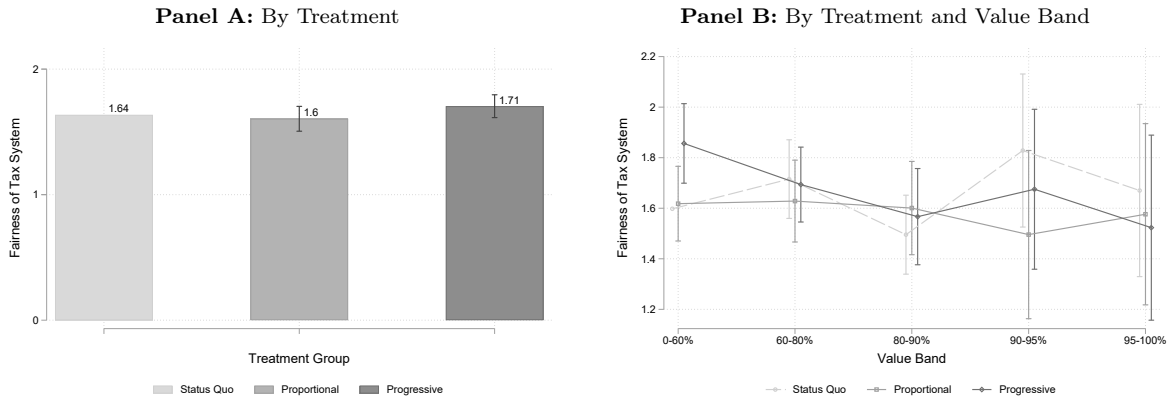 Panel A: By Treatment
Fairness of Tax System
2
1
0
1.64
1.6
1.71
Treatment Group
Status Quo Proportional Progressive
Panel B: By Treatment and Value Band
Fairness of Tax System
2.2
2
1.8
1.6
1.4
1.2
0-60% 60-80% 80-90% 90-95% 95-100%
Value Band
Status Quo Proportional Progressive